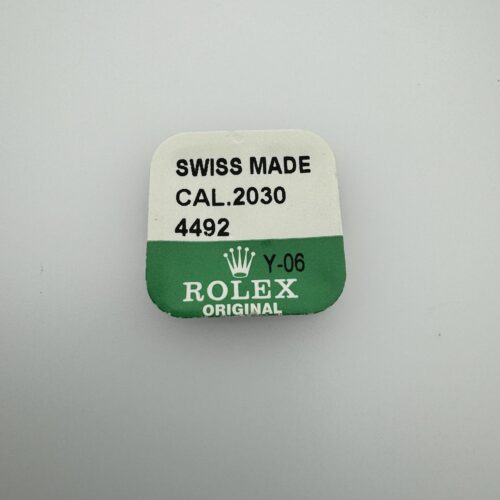 SWISS MADE
CAL.2030
4492
Y-06
ROLEX
ORIGINAL